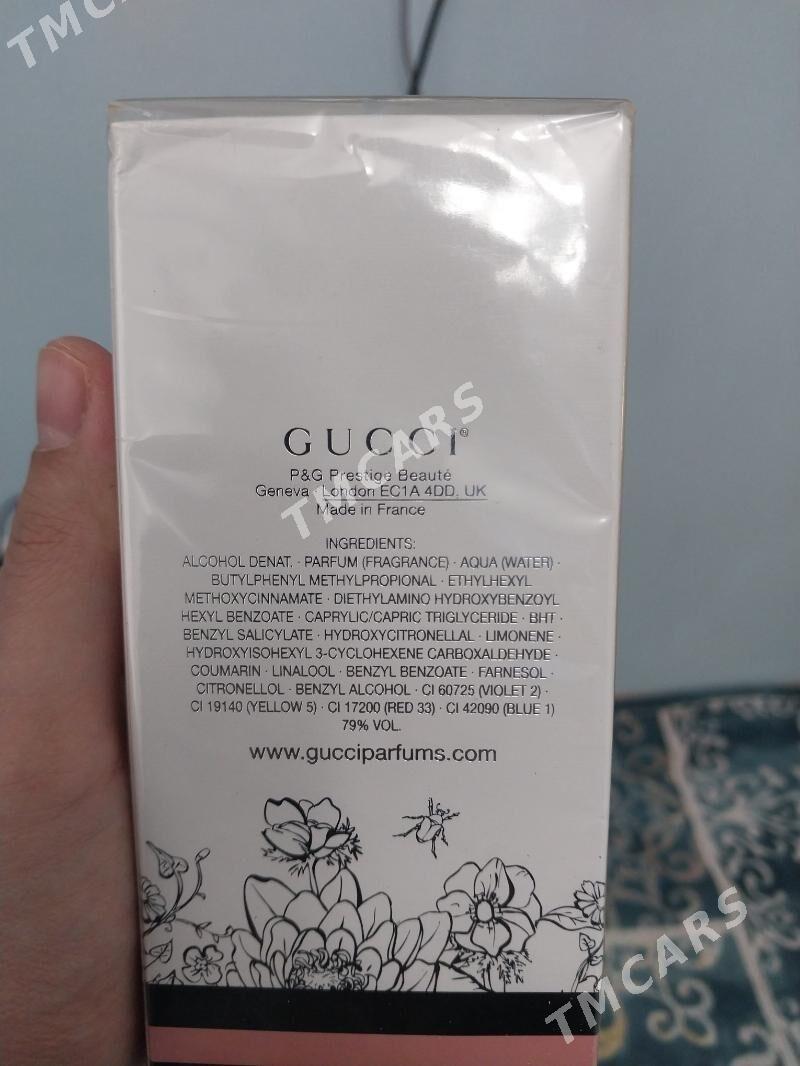 TMCARS
GUCCI®
P&G Prestige Beauté
Geneva - London EC1A 4DD, UK
Made in France
TMCARS
INGREDIENTS:
ALCOHOL DENAT. · PARFUM (FRAGRANCE) · AQUA (WATER) ·
BUTYLPHENYL METHYLPROPIONAL · ETHYLHEXYL
METHOXYCINNAMATE · DIETHYLAMINO HYDROXYBENZOYL
HEXYL BENZOATE · CAPRYLIC/CAPRIC TRIGLYCERIDE · BHT ·
BENZYL SALICYLATE · HYDROXYCITRONELLAL · LIMONENE ·
HYDROXYISOHEXYL 3-CYCLOHEXENE CARBOXALDEHYDE ·
COUMARIN · LINALOOL · BENZYL BENZOATE · FARNESOL ·
CITRONELLOL · BENZYL ALCOHOL · CI 60725 (VIOLET 2) ·
CI 19140 (YELLOW 5) · CI 17200 (RED 33) · CI 42090 (BLUE 1)
79% VOL.
www.gucciparfums.com
TMCARS